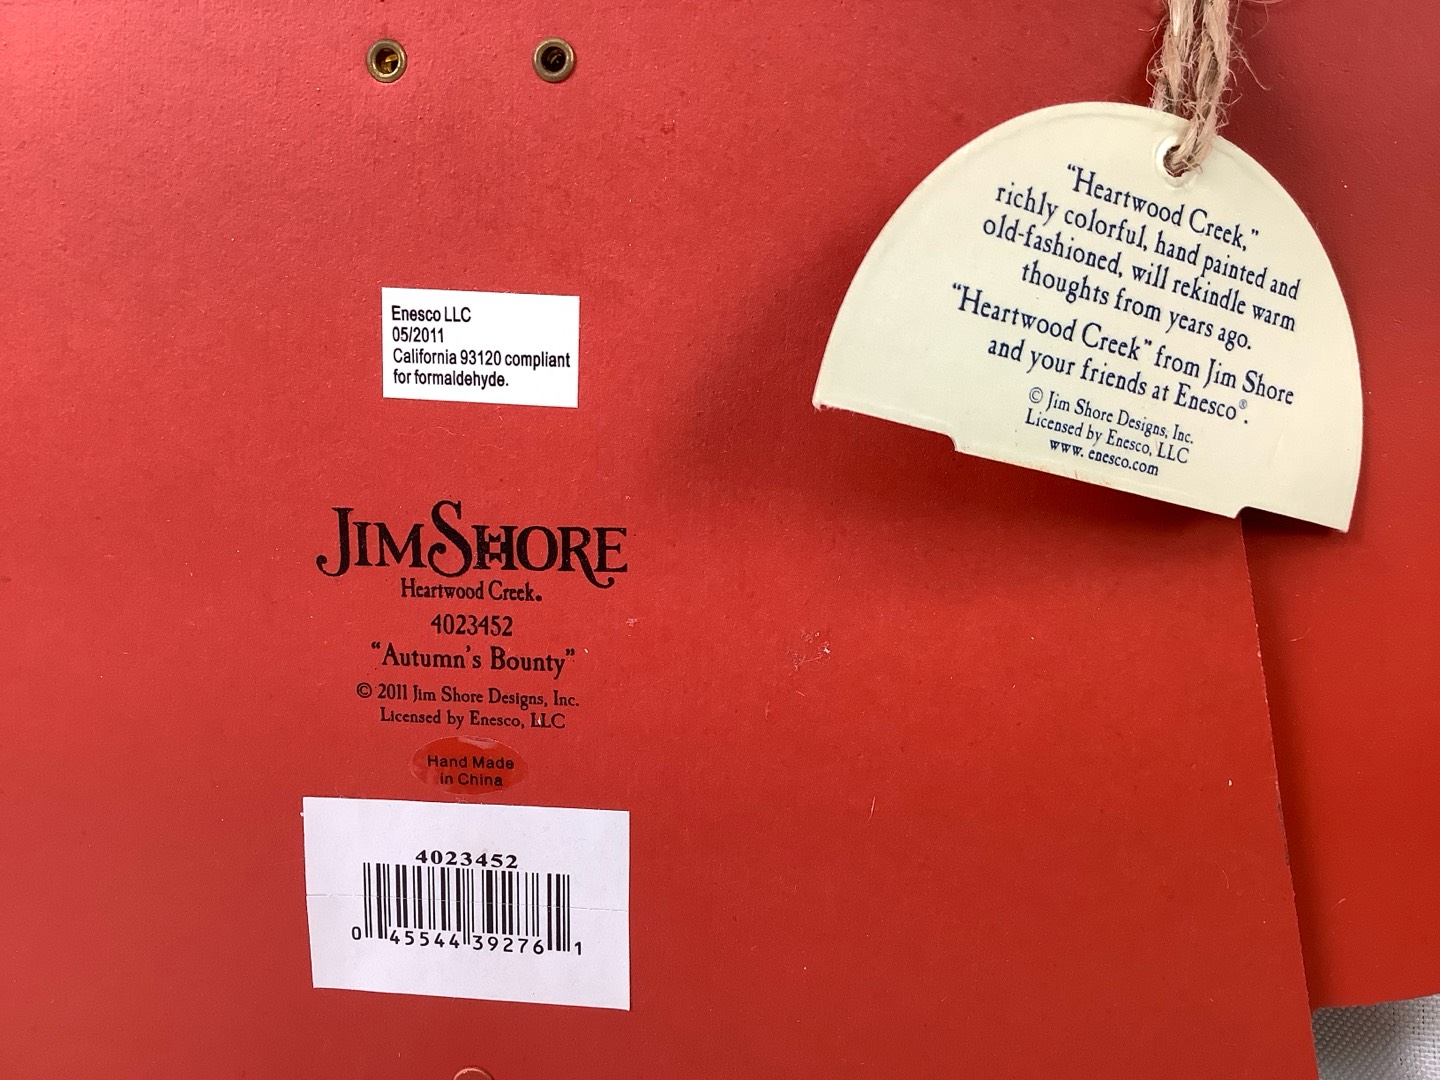 Enesco LLC
05/2011
California 93120 compliant
for formaldehyde.
JIM SHORE
Heartwood Creek.
4023452
“Autumn’s Bounty”
© 2011 Jim Shore Designs, Inc.
Licensed by Enesco, LLC
Hand Made
in China
4023452
0 45544 39276 1
“Heartwood Creek,”
richly colorful, hand painted and
old-fashioned, will rekindle warm
thoughts from years ago.
“Heartwood Creek” from Jim Shore
and your friends at Enesco®.
© Jim Shore Designs, Inc.
Licensed by Enesco, LLC
www. enesco.com